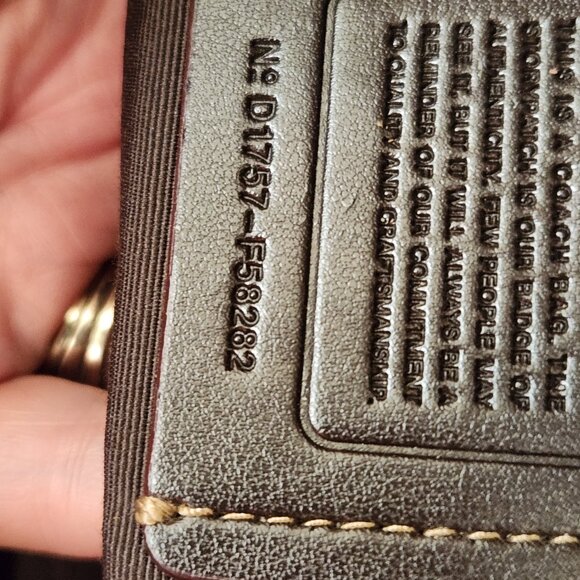 Nº D1757-F58282
THIS IS A COACH BAG. THE
STORYPATCH IS OUR BADGE OF
AUTHENTICITY. FEW PEOPLE MAY
SEE IT, BUT IT WILL ALWAYS BE A
REMINDER OF OUR COMMITMENT
TO QUALITY AND CRAFTSMANSHIP.